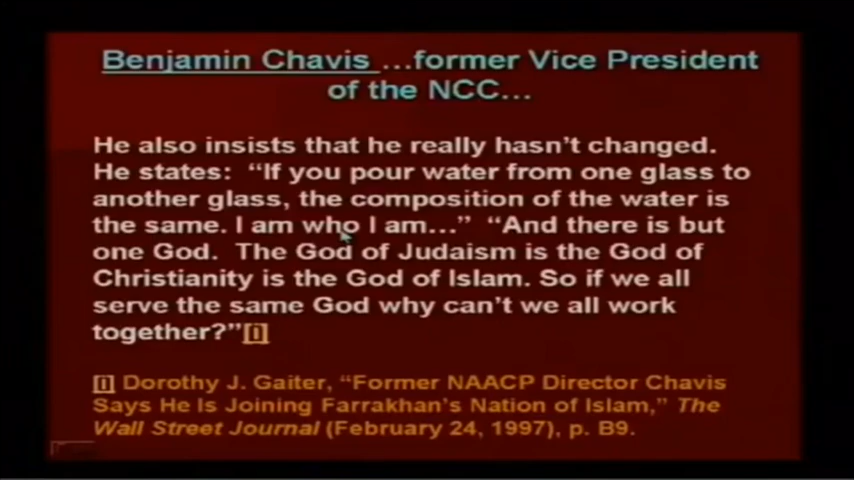 Benjamin Chavis ...former Vice President
of the NCC...
He also insists that he really hasn't changed.
He states: “If you pour water from one glass to
another glass, the composition of the water is
the same. I am who I am...” “And there is but
one God. The God of Judaism is the God of
Christianity is the God of Islam. So if we all
serve the same God why can't we all work
together?”[i]
[i] Dorothy J. Gaiter, “Former NAACP Director Chavis
Says He Is Joining Farrakhan's Nation of Islam,” The
Wall Street Journal (February 24, 1997), p. B9.